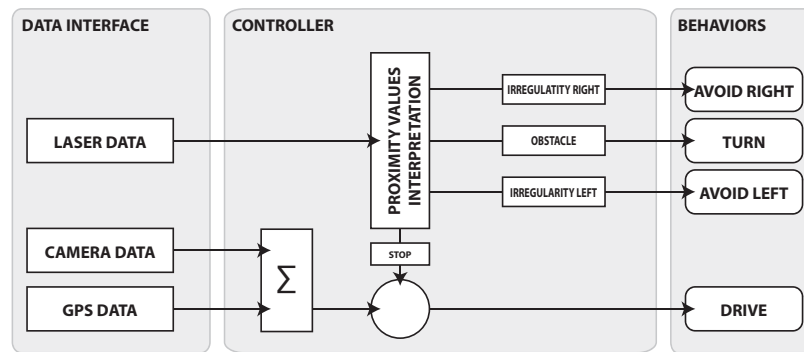 DATA INTERFACE
CONTROLLER
BEHAVIORS
LASER DATA
CAMERA DATA
GPS DATA
PROXIMITY VALUES
INTERPRETATION
IRREGULATITY RIGHT
OBSTACLE
IRREGULARITY LEFT
STOP
Σ
AVOID RIGHT
TURN
AVOID LEFT
DRIVE